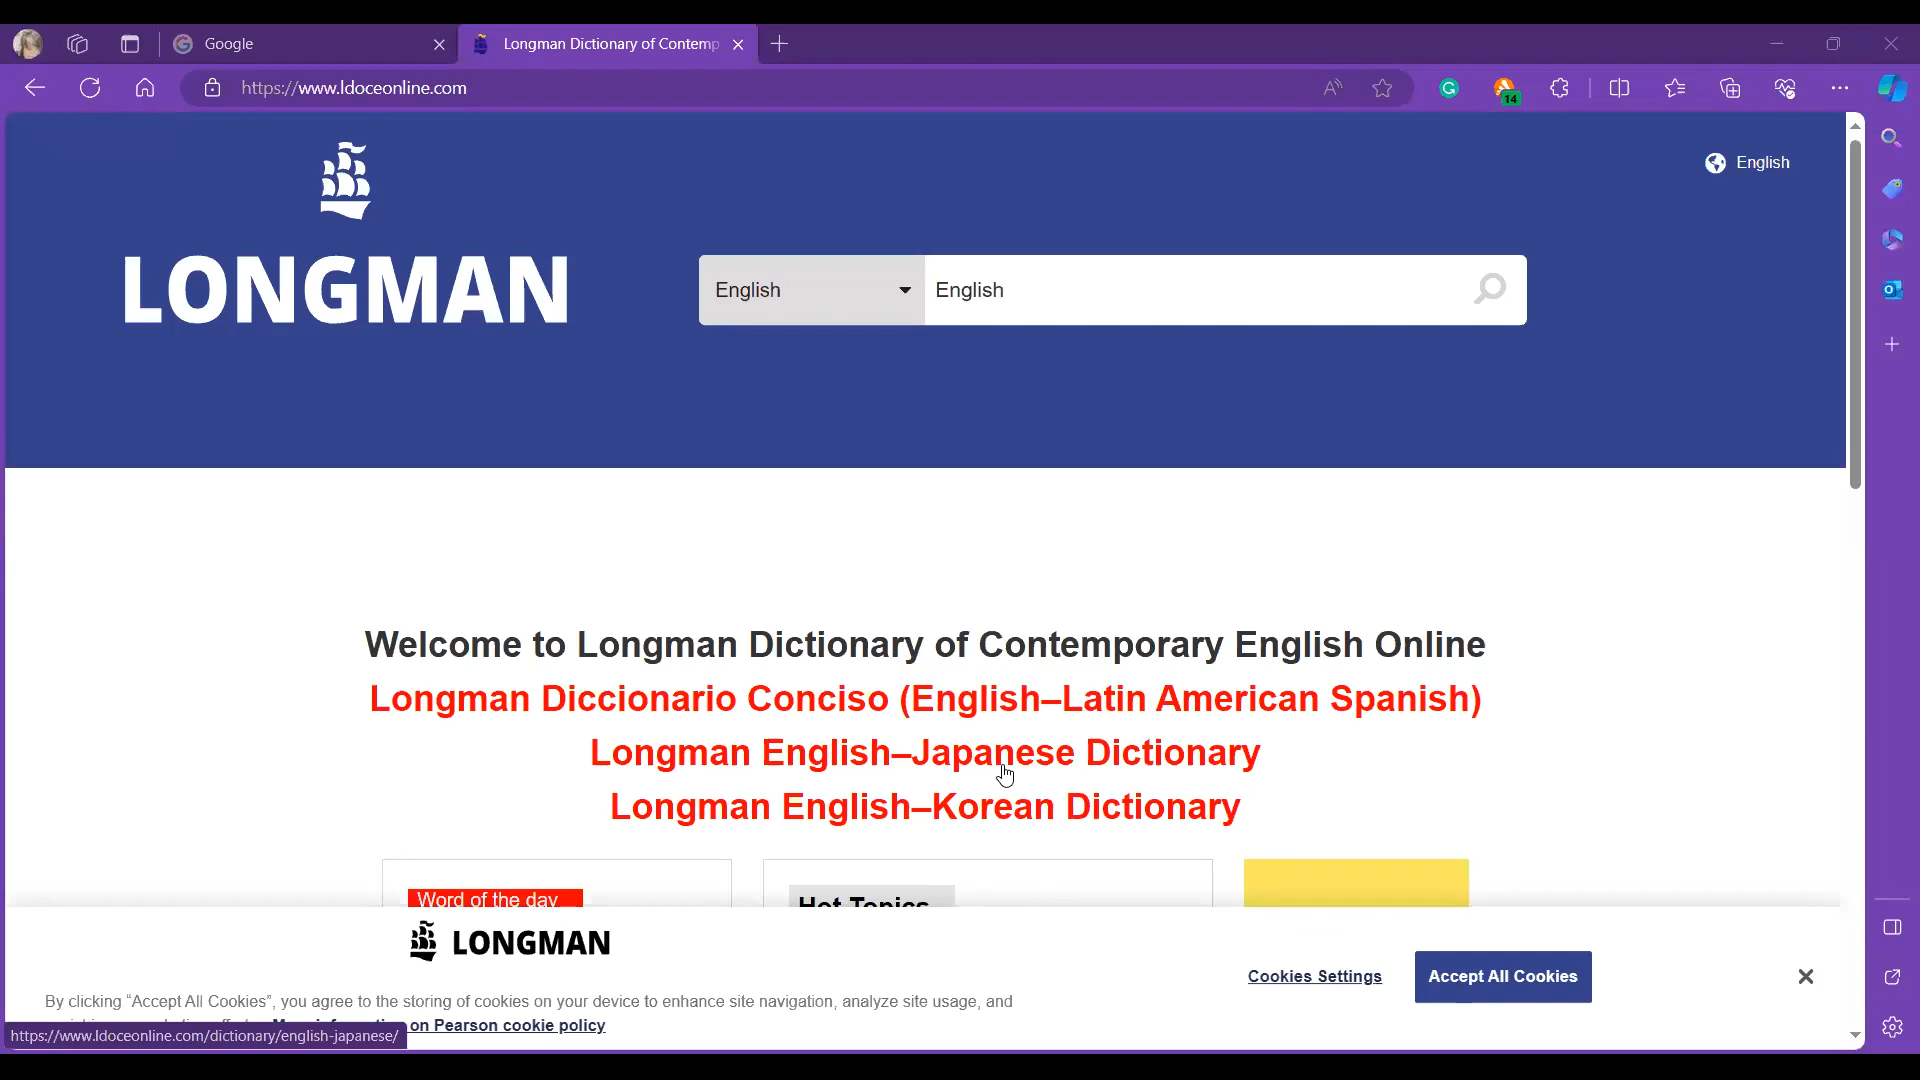 Google
Longman Dictionary of Contemp
https://www.ldoceonline.com
14
English
LONGMAN
English
English
Welcome to Longman Dictionary of Contemporary English Online
Longman Diccionario Conciso (English–Latin American Spanish)
Longman English–Japanese Dictionary
Longman English–Korean Dictionary
Word of the day
Hot Topics
LONGMAN
Cookies Settings
Accept All Cookies
By clicking “Accept All Cookies”, you agree to the storing of cookies on your device to enhance site navigation, analyze site usage, and
on Pearson cookie policy
https://www.ldoceonline.com/dictionary/english-japanese/